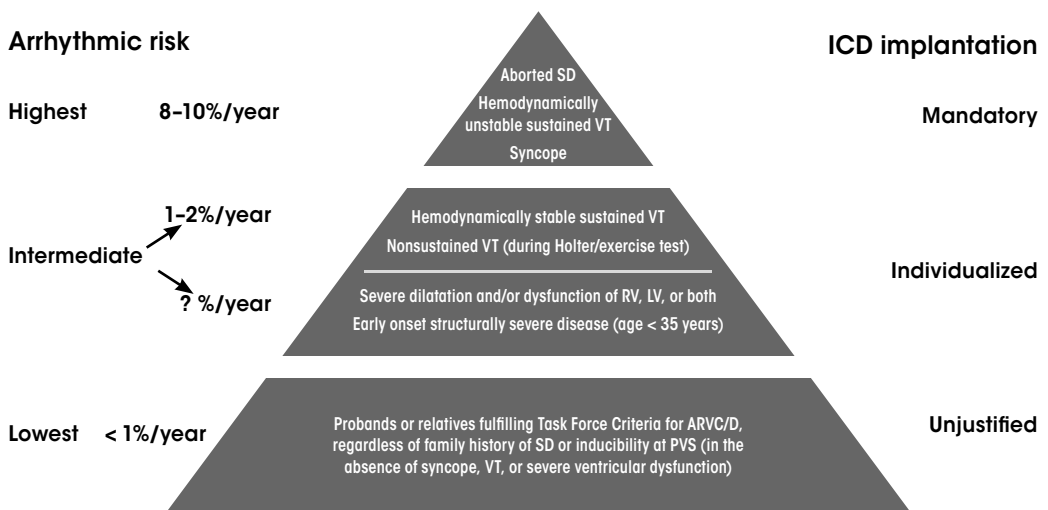 Arrhythmic risk
ICD implantation
Highest 8–10%/year
Aborted SD
Hemodynamically
unstable sustained VT
Syncope
Mandatory
Intermediate
1–2%/year
? %/year
Hemodynamically stable sustained VT
Nonsustained VT (during Holter/exercise test)
Severe dilatation and/or dysfunction of RV, LV, or both
Early onset structurally severe disease (age < 35 years)
Individualized
Lowest < 1%/year
Probands or relatives fulfilling Task Force Criteria for ARVC/D,
regardless of family history of SD or inducibility at PVS (in the
absence of syncope, VT, or severe ventricular dysfunction)
Unjustified